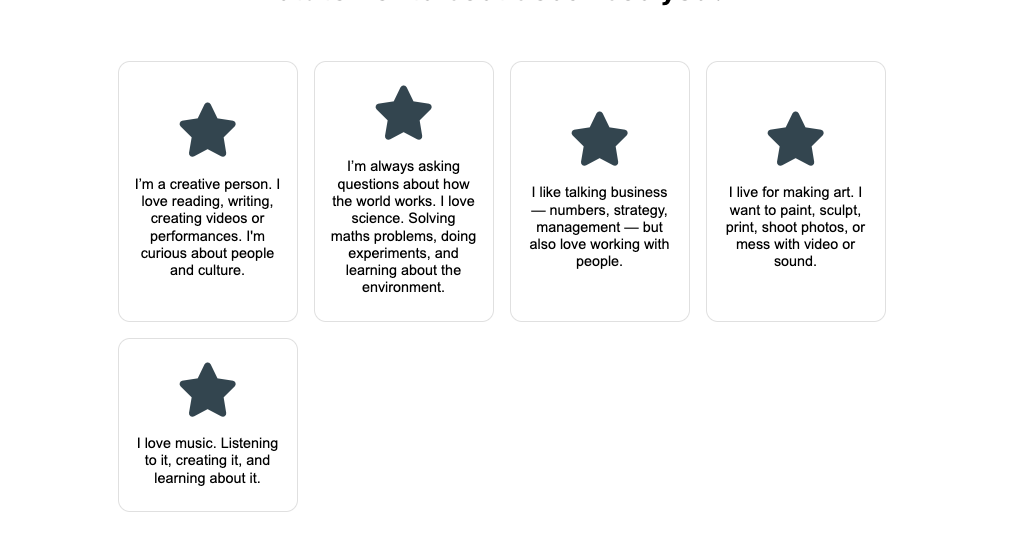 I'm a creative person. I
love reading, writing,
creating videos or
performances. I'm
curious about people
and culture.
I'm always asking
questions about how
the world works. I love
science. Solving
maths problems, doing
experiments, and
learning about the
environment.
I like talking business
— numbers, strategy,
management — but
also love working with
people.
I live for making art. I
want to paint, sculpt,
print, shoot photos, or
mess with video or
sound.
I love music. Listening
to it, creating it, and
learning about it.